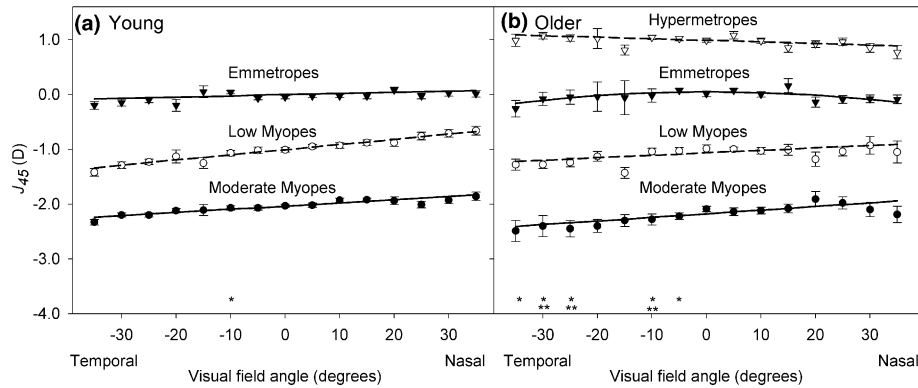 (a) Young
(b) Older
Hypermetropes
Emmetropes
Emmetropes
Low Myopes
Low Myopes
Moderate Myopes
Moderate Myopes
J45 (D)
1.0
0.0
-1.0
-2.0
-3.0
-4.0
* * * * * *
** ** **
-30 -20 -10 0 10 20 30 -30 -20 -10 0 10 20 30
Temporal Nasal Temporal Nasal
Visual field angle (degrees) Visual field angle (degrees)